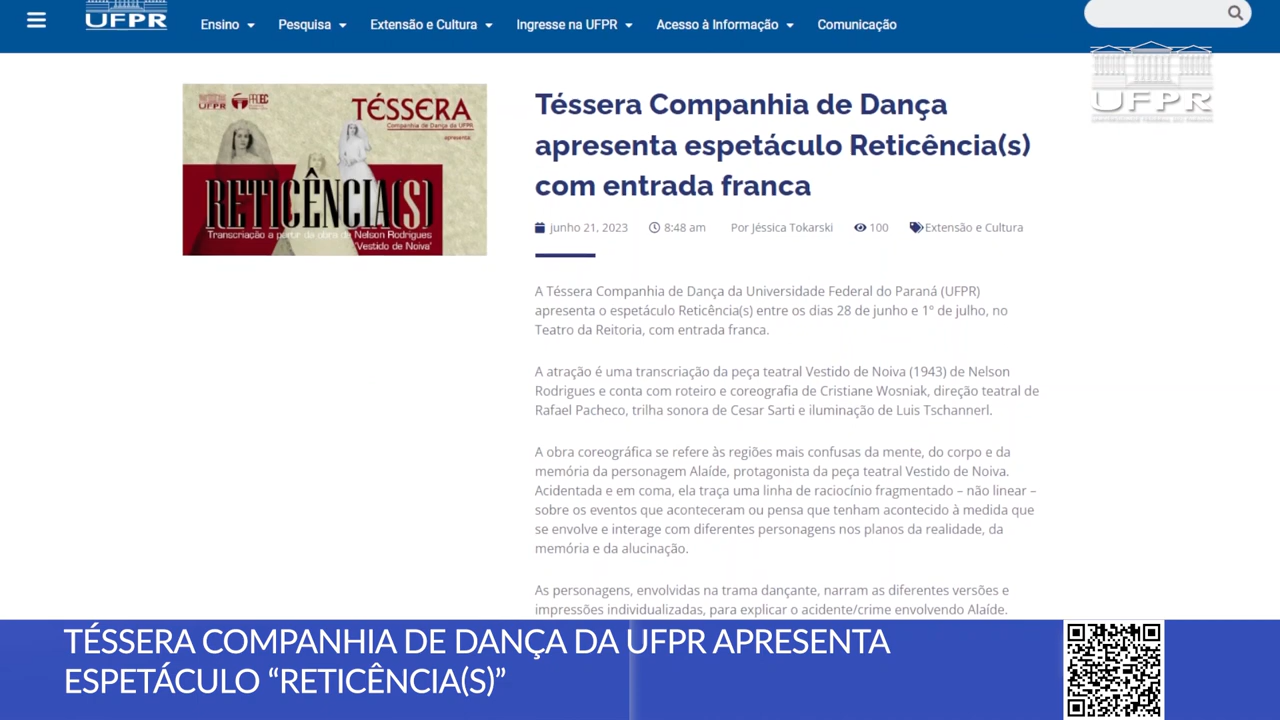 UFPR
Ensino
Pesquisa
Extensão e Cultura
Ingresse na UFPR
Acesso à Informação
Comunicação
UFPR
UNIVERSIDADE FEDERAL DO PARANÁ
UFPR
PROEC
TÉSSERA
Companhia de Dança da UFPR
apresenta
RETICÊNCIA(S)
Transcriação a partir da obra de Nelson Rodrigues
'Vestido de Noiva'
Téssera Companhia de Dança
apresenta espetáculo Reticência(s)
com entrada franca
junho 21, 2023 8:48 am Por Jéssica Tokarski 100 Extensão e Cultura
A Téssera Companhia de Dança da Universidade Federal do Paraná (UFPR)
apresenta o espetáculo Reticência(s) entre os dias 28 de junho e 1º de julho, no
Teatro da Reitoria, com entrada franca.
A atração é uma transcriação da peça teatral Vestido de Noiva (1943) de Nelson
Rodrigues e conta com roteiro e coreografia de Cristiane Wosniak, direção teatral de
Rafael Pacheco, trilha sonora de Cesar Sarti e iluminação de Luis Tschannerl.
A obra coreográfica se refere às regiões mais confusas da mente, do corpo e da
memória da personagem Alaíde, protagonista da peça teatral Vestido de Noiva.
Acidentada e em coma, ela traça uma linha de raciocínio fragmentado – não linear –
sobre os eventos que aconteceram ou pensa que tenham acontecido à medida que
se envolve e interage com diferentes personagens nos planos da realidade, da
memória e da alucinação.
As personagens, envolvidas na trama dançante, narram as diferentes versões e
impressões individualizadas, para explicar o acidente/crime envolvendo Alaíde.
TÉSSERA COMPANHIA DE DANÇA DA UFPR APRESENTA
ESPETÁCULO “RETICÊNCIA(S)”